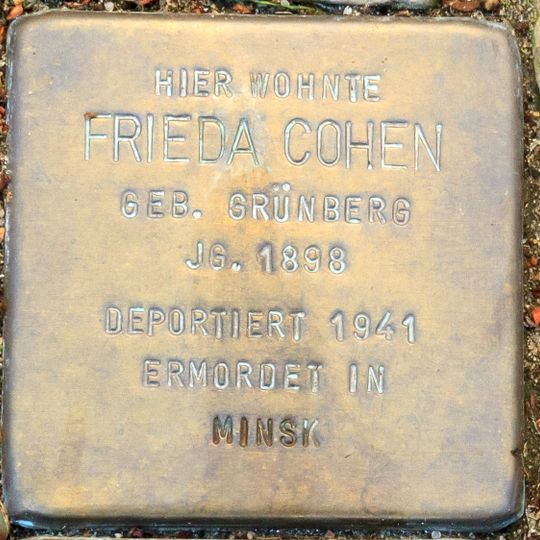 HIER WOHNTE
FRIEDA COHEN
GEB. GRÜNBERG
JG. 1898
DEPORTIERT 1941
ERMORDET IN
MINSK